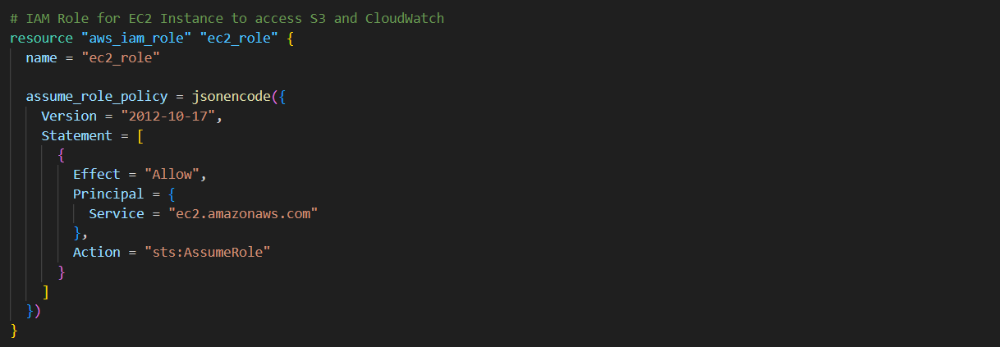 # IAM Role for EC2 Instance to access S3 and CloudWatch
resource "aws_iam_role" "ec2_role" {
  name = "ec2_role"

  assume_role_policy = jsonencode({
    Version = "2012-10-17",
    Statement = [
      {
        Effect = "Allow",
        Principal = {
          Service = "ec2.amazonaws.com"
        },
        Action = "sts:AssumeRole"
      }
    ]
  })
}